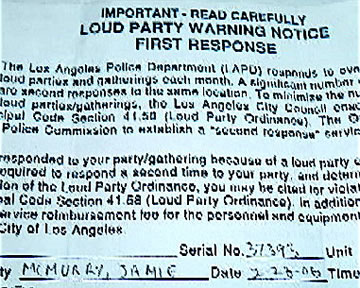 IMPORTANT - READ CAREFULLY
LOUD PARTY WARNING NOTICE
FIRST RESPONSE
The Los Angeles Police Department (LAPD) responds to
loud parties and gatherings each month. A significant number
are second responses to the same location. To minimize the
loud parties/gatherings, the Los Angeles City Council
Code Section 41.58 (Loud Party Ordinance). The
Police Commission to establish a "second response"
responded to your party/gathering because of a loud party
required to respond a second time to your party, and
of the Loud Party Ordinance, you may be cited for
Code Section 41.58 (Loud Party Ordinance). In addition
service reimbursement fee for the personnel and
City of Los Angeles.
Serial No. Unit
MCMURRY, JAMIE Date 2-23-06 Time